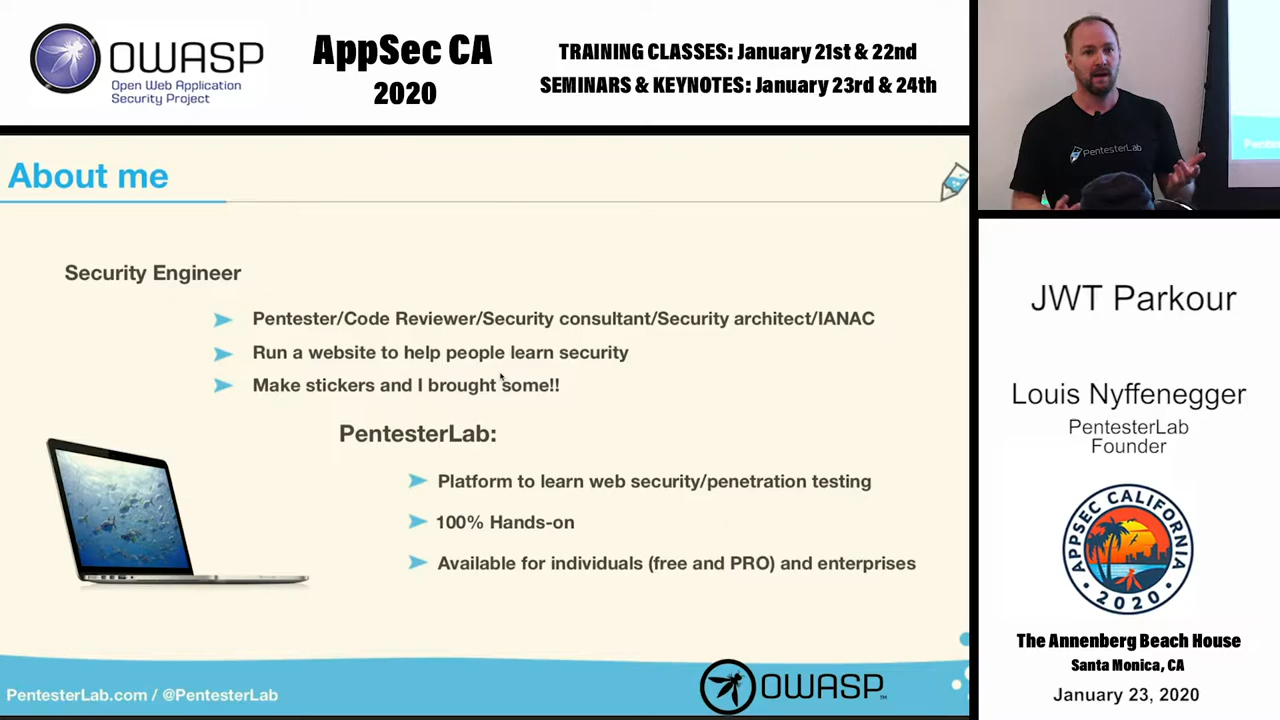 OWASP
Open Web Application
Security Project
AppSec CA
2020
TRAINING CLASSES: January 21st & 22nd
SEMINARS & KEYNOTES: January 23rd & 24th
About me
Security Engineer
Pentester/Code Reviewer/Security consultant/Security architect/IANAC
Run a website to help people learn security
Make stickers and I brought some!!
PentesterLab:
Platform to learn web security/penetration testing
100% Hands-on
Available for individuals (free and PRO) and enterprises
PentesterLab.com / @PentesterLab
OWASP
PentesterLab
JWT Parkour
Louis Nyffenegger
PentesterLab
Founder
APPSEC CALIFORNIA
2020
The Annenberg Beach House
Santa Monica, CA
January 23, 2020